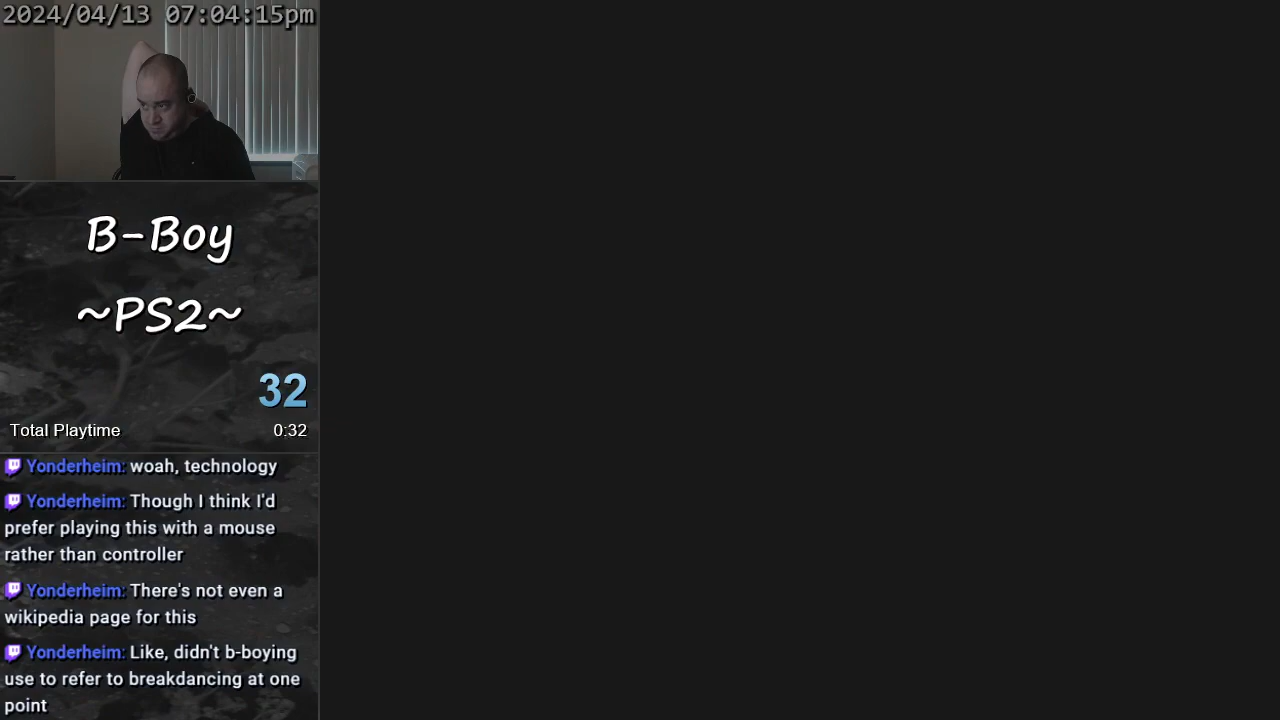 2024/04/13 07:04:15pm
B-Boy
~PS2~
32
Total Playtime 0:32
Yonderheim: woah, technology
Yonderheim: Though I think I'd
prefer playing this with a mouse
rather than controller
Yonderheim: There's not even a
wikipedia page for this
Yonderheim: Like, didn't b-boying
use to refer to breakdancing at one
point